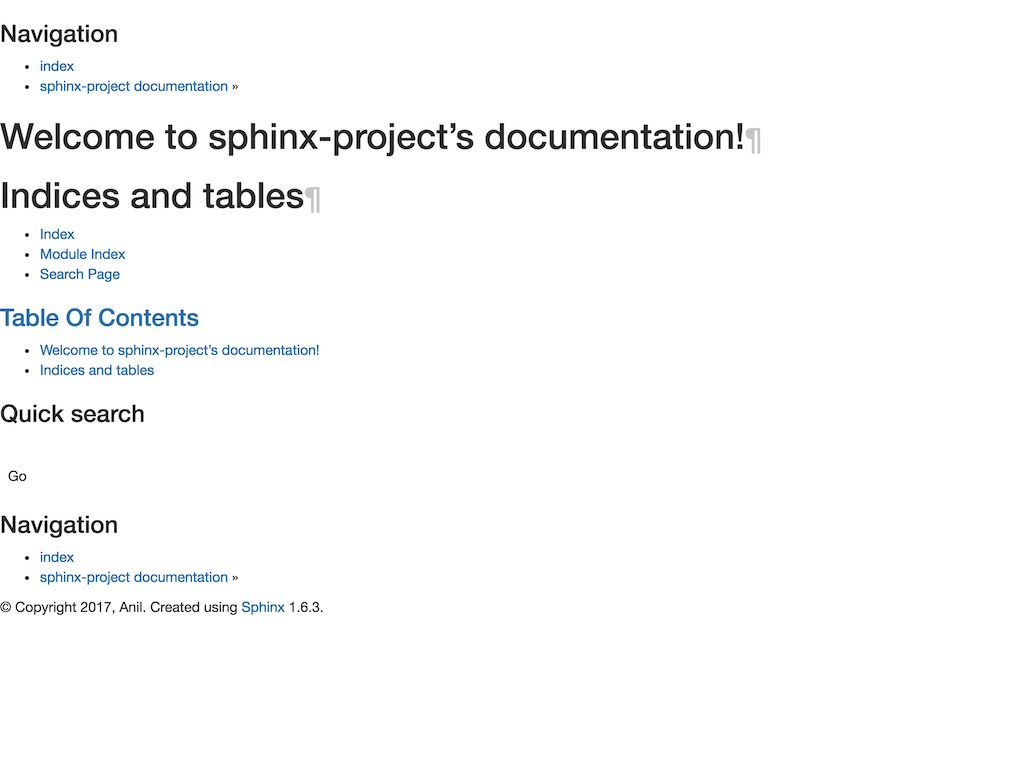 Navigation
index
sphinx-project documentation »
Welcome to sphinx-project’s documentation!¶
Indices and tables¶
Index
Module Index
Search Page
Table Of Contents
Welcome to sphinx-project’s documentation!
Indices and tables
Quick search
Go
Navigation
index
sphinx-project documentation »
© Copyright 2017, Anil. Created using Sphinx 1.6.3.